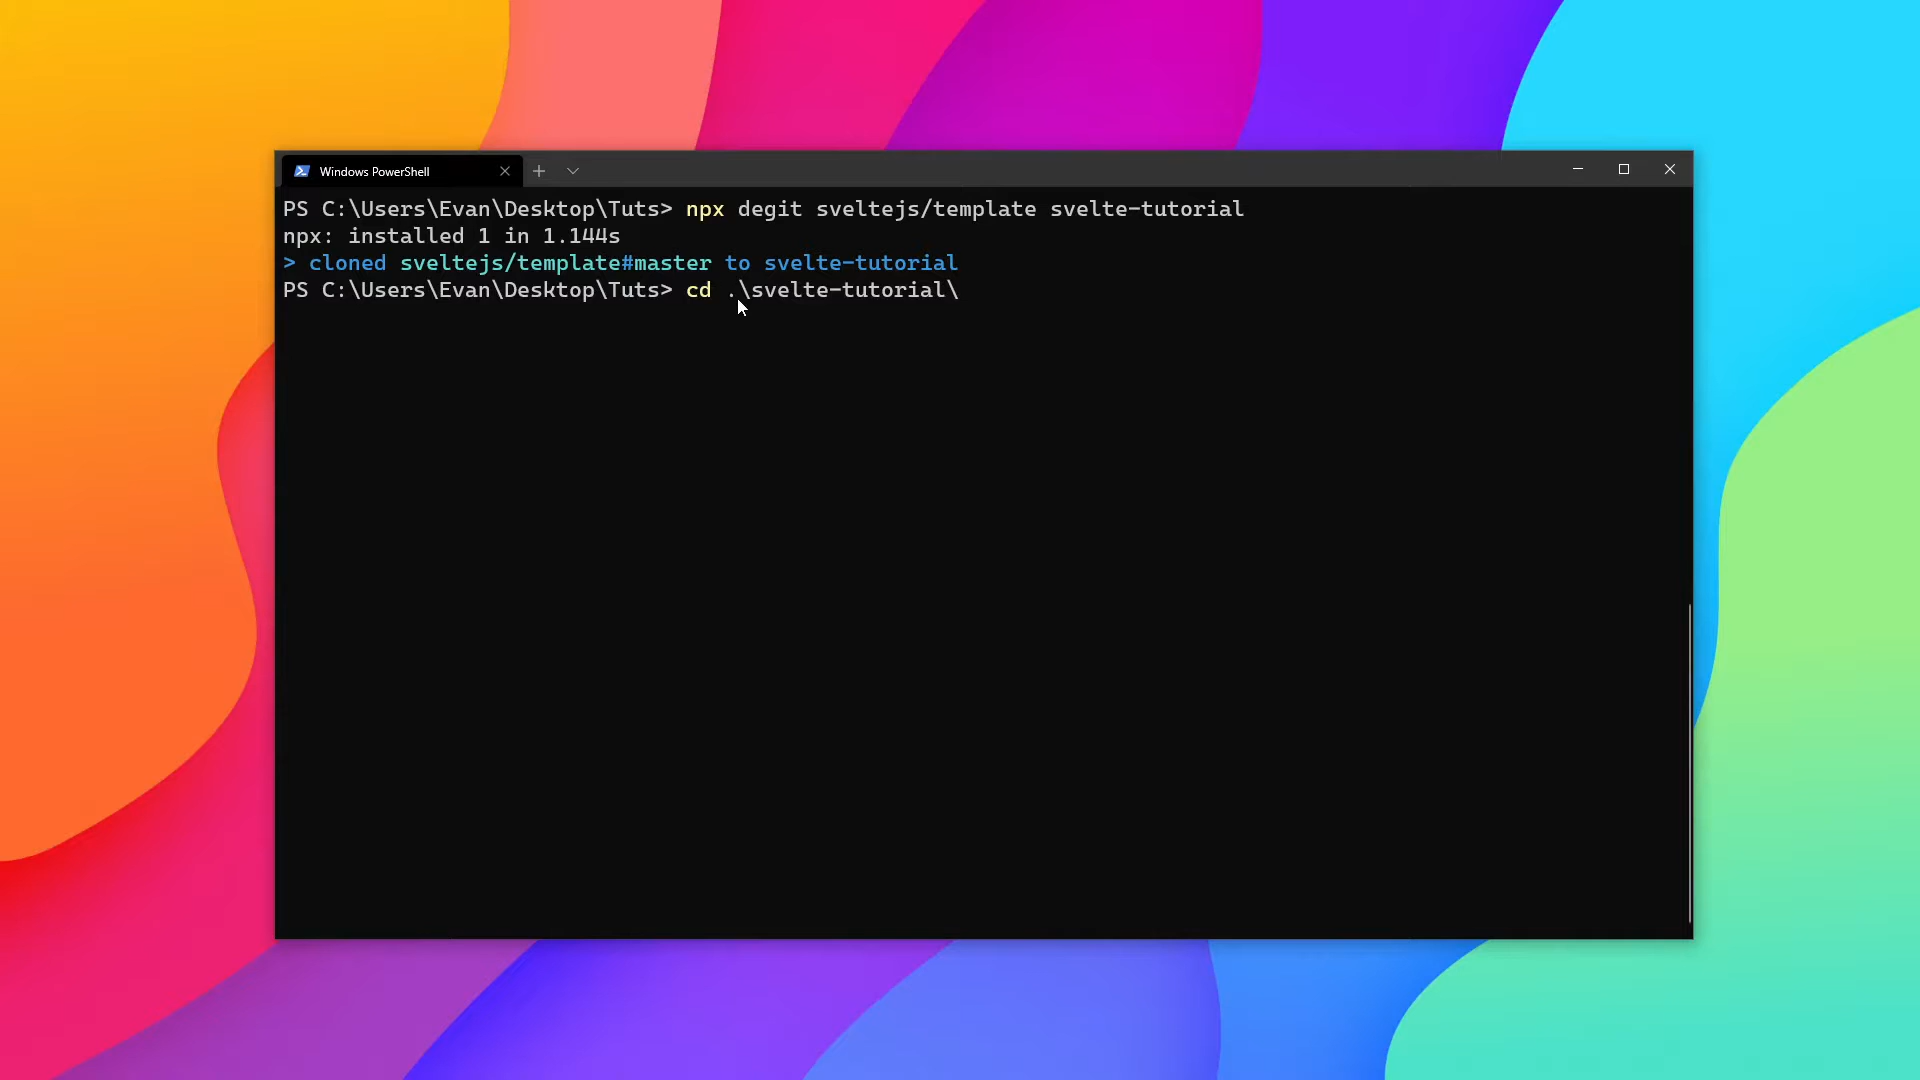 Windows PowerShell
PS C:\Users\Evan\Desktop\Tuts> npx degit sveltejs/template svelte-tutorial
npx: installed 1 in 1.144s
> cloned sveltejs/template#master to svelte-tutorial
PS C:\Users\Evan\Desktop\Tuts> cd .\svelte-tutorial\